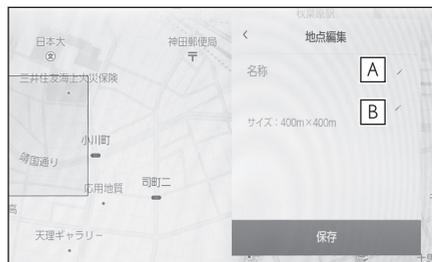 秋葉原駅
日本大
神田郵便局
三井住友海上火災保険
小川町
靖国通り
応用地質
司町二
高
天理ギャラリー
地点編集
名称
A
B
サイズ：400m×400m
保存